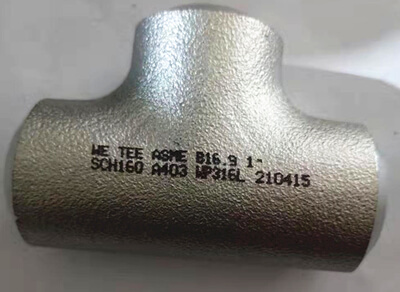 WE TEE ASME B16.9 1"
SCH160 A403 WP316L 210415